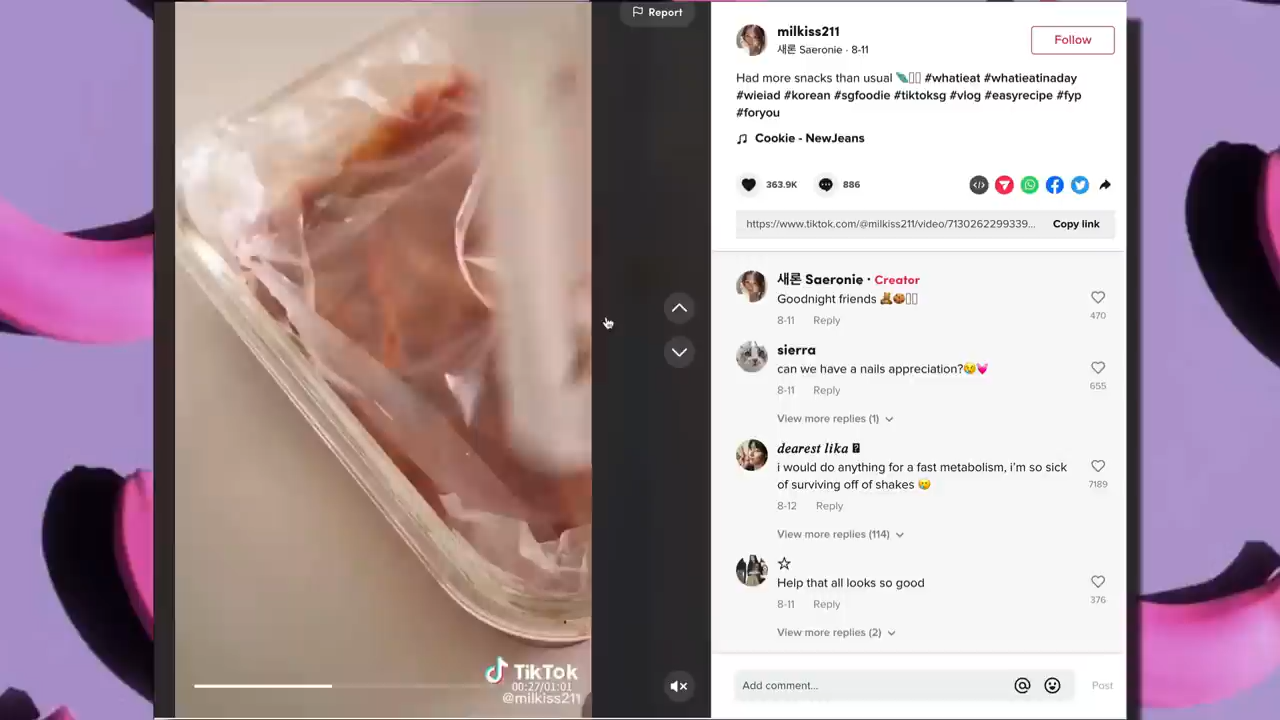 Report
milkiss211
새론 Saeronie · 8-11
Follow
Had more snacks than usual #whatieat #whatieatinaday
#wieiad #korean #sgfoodie #tiktoksg #vlog #easyrecipe #fyp
#foryou
Cookie - NewJeans
363.9K
886
https://www.tiktok.com/@milkiss211/video/7130262299339...
Copy link
새론 Saeronie · Creator
Goodnight friends
8-11 Reply
470
sierra
can we have a nails appreciation?😢💓
8-11 Reply
655
View more replies (1)
dearest lika
i would do anything for a fast metabolism, i'm so sick
of surviving off of shakes 🥲
8-12 Reply
7189
View more replies (114)
☆
Help that all looks so good
8-11 Reply
376
View more replies (2)
Add comment...
Post
TikTok
00:27/01:01
@milkiss211